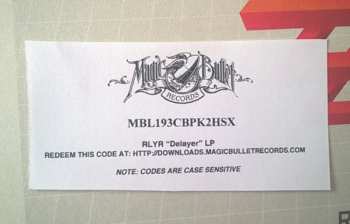 Magic Bullet
RECORDS
MBL193CBPK2HSX
RLYR "Delayer" LP
REDEEM THIS CODE AT: HTTP://DOWNLOADS.MAGICBULLETRECORDS.COM
NOTE: CODES ARE CASE SENSITIVE